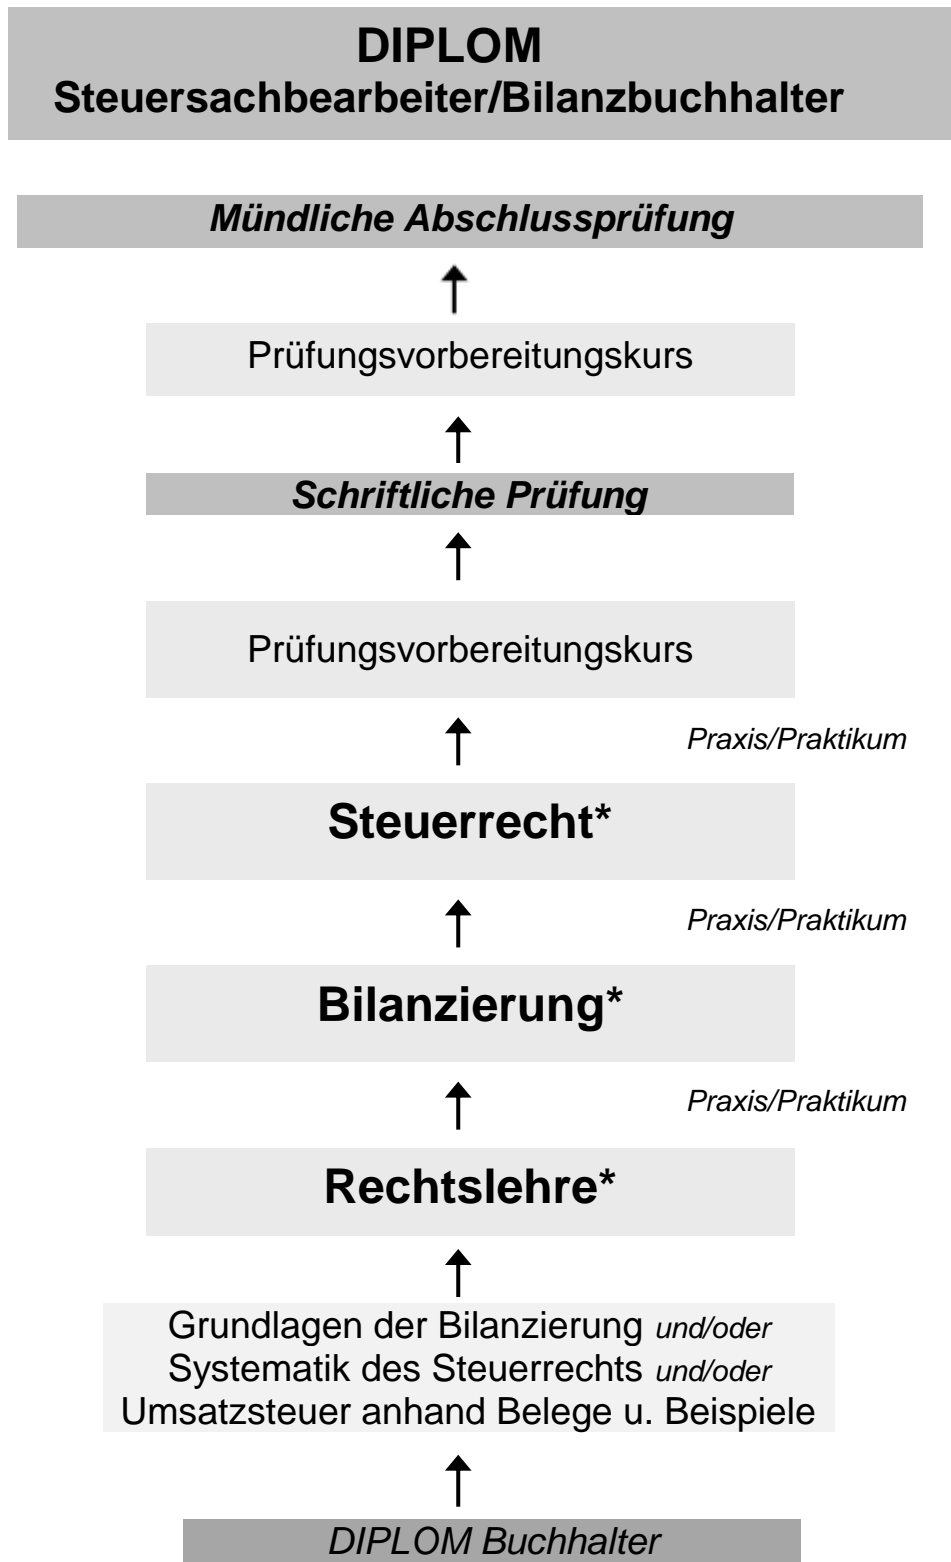 DIPLOM
Steuersachbearbeiter/Bilanzbuchhalter
Mündliche Abschlussprüfung
Prüfungsvorbereitungskurs
Schriftliche Prüfung
Prüfungsvorbereitungskurs
Praxis/Praktikum
Steuerrecht*
Praxis/Praktikum
Bilanzierung*
Praxis/Praktikum
Rechtslehre*
Grundlagen der Bilanzierung und/oder
Systematik des Steuerrechts und/oder
Umsatzsteuer anhand Belege u. Beispiele
DIPLOM Buchhalter